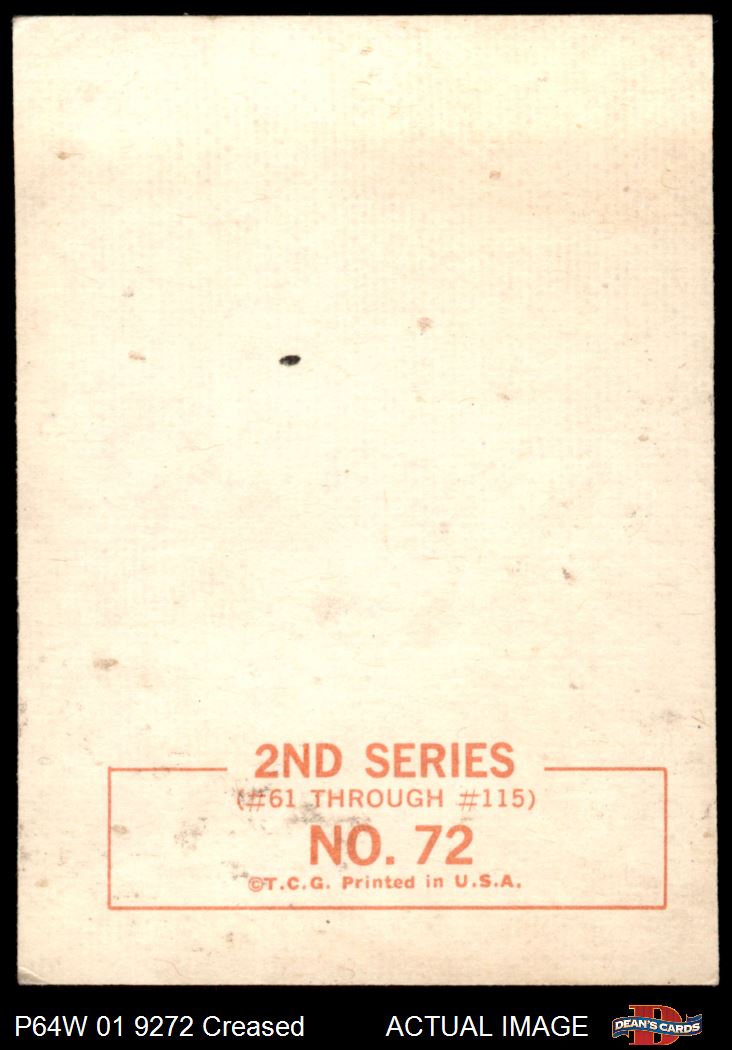 2ND SERIES
(#61 THROUGH #115)
NO. 72
©T.C.G. Printed in U.S.A.
P64W 01 9272 Creased ACTUAL IMAGE
D
DEAN'S CARDS